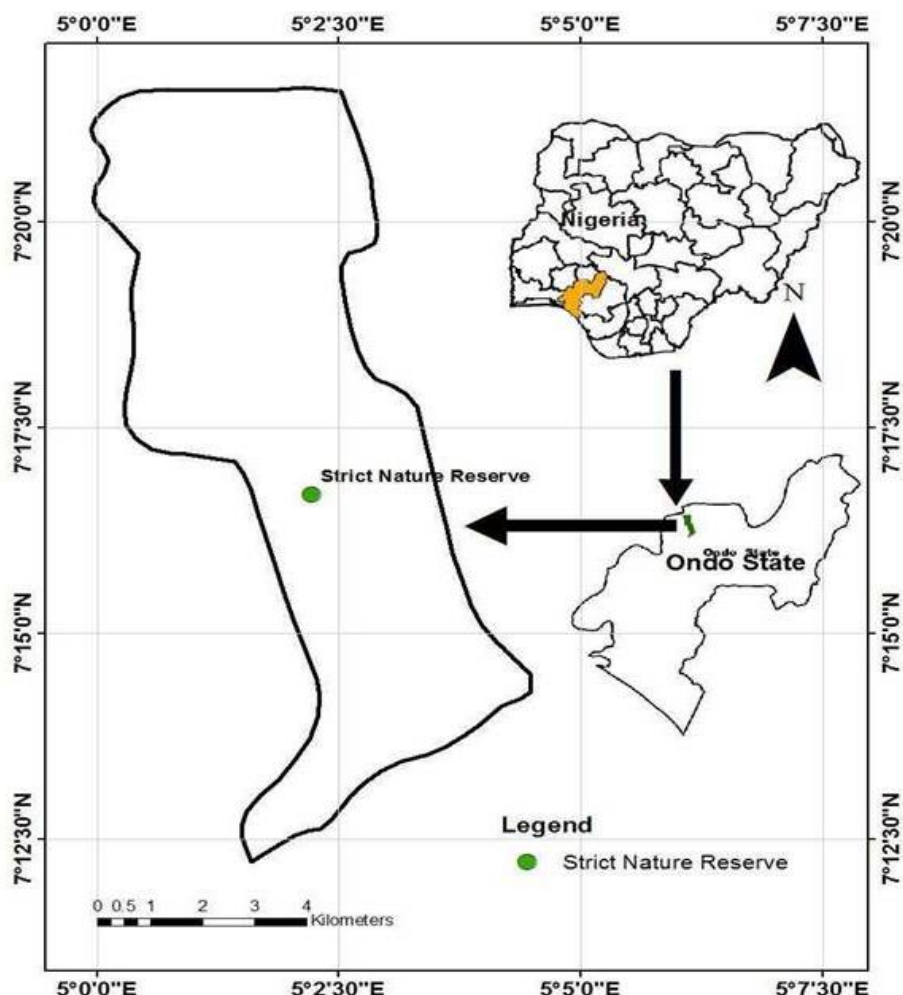 5°0'0"E 5°2'30"E 5°5'0"E 5°7'30"E
7°20'0"N
7°20'0"N
Nigeria
N
7°17'30"N
7°17'30"N
Strict Nature Reserve
Ondo State
Ondo State
7°15'0"N
7°15'0"N
Legend
Strict Nature Reserve
7°12'30"N
7°12'30"N
0 0.5 1 2 3 4
Kilometers
5°0'0"E 5°2'30"E 5°5'0"E 5°7'30"E